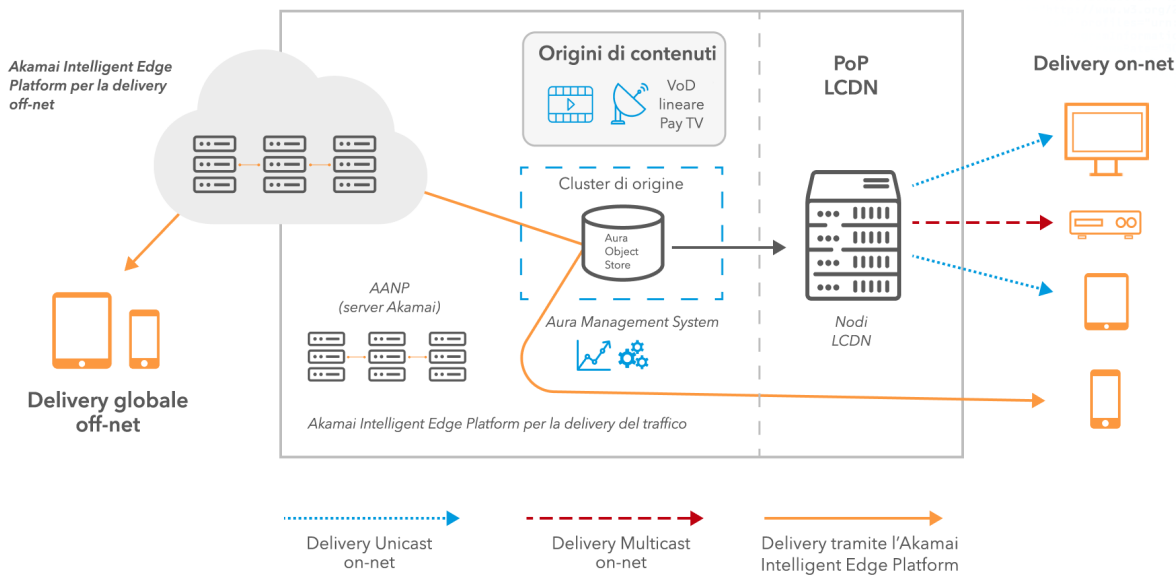 Akamai Intelligent Edge
Platform per la delivery
off-net
Origini di contenuti
VoD
lineare
Pay TV
PoP
LCDN
Delivery on-net
Cluster di origine
Aura
Object
Store
AANP
(server Akamai)
Aura Management System
Nodi
LCDN
Delivery globale
off-net
Akamai Intelligent Edge Platform per la delivery del traffico
Delivery Unicast
on-net
Delivery Multicast
on-net
Delivery tramite l'Akamai
Intelligent Edge Platform